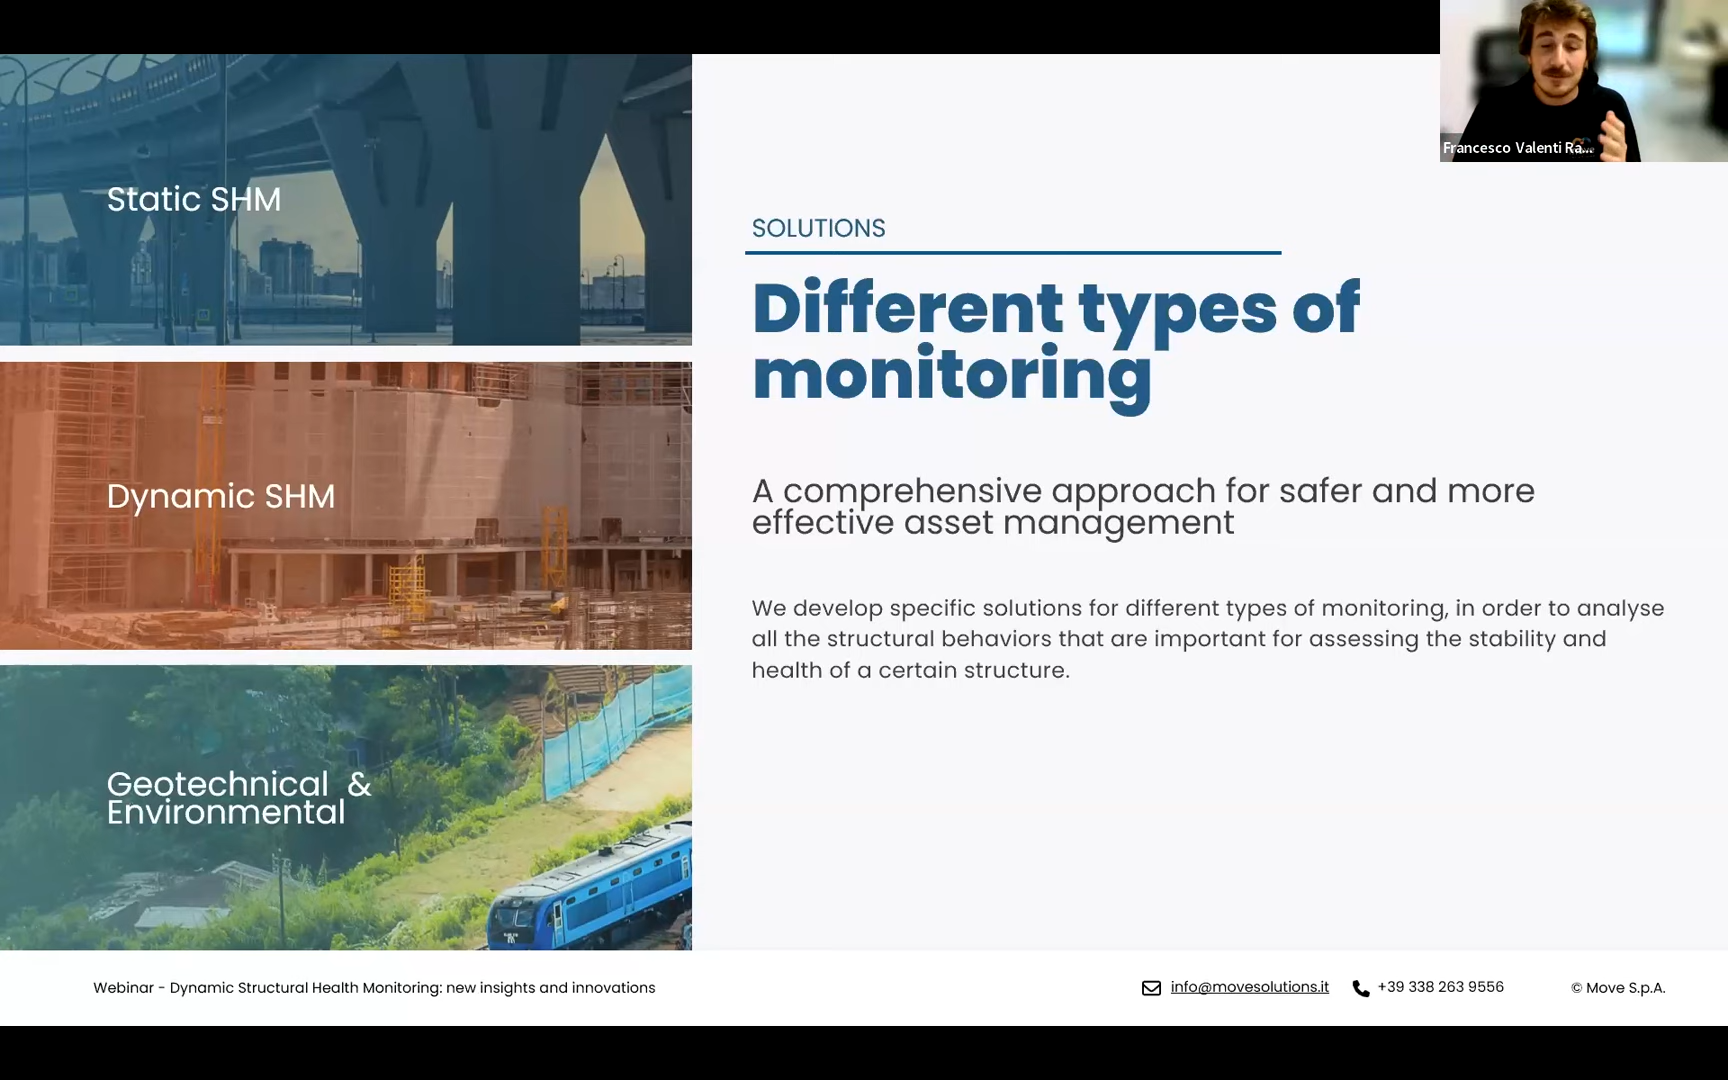 Francesco Valenti Ra...
Static SHM
Dynamic SHM
Geotechnical &
Environmental
SOLUTIONS
Different types of
monitoring
A comprehensive approach for safer and more
effective asset management
We develop specific solutions for different types of monitoring, in order to analyse
all the structural behaviors that are important for assessing the stability and
health of a certain structure.
Webinar - Dynamic Structural Health Monitoring: new insights and innovations
info@movesolutions.it
+39 338 263 9556
© Move S.p.A.